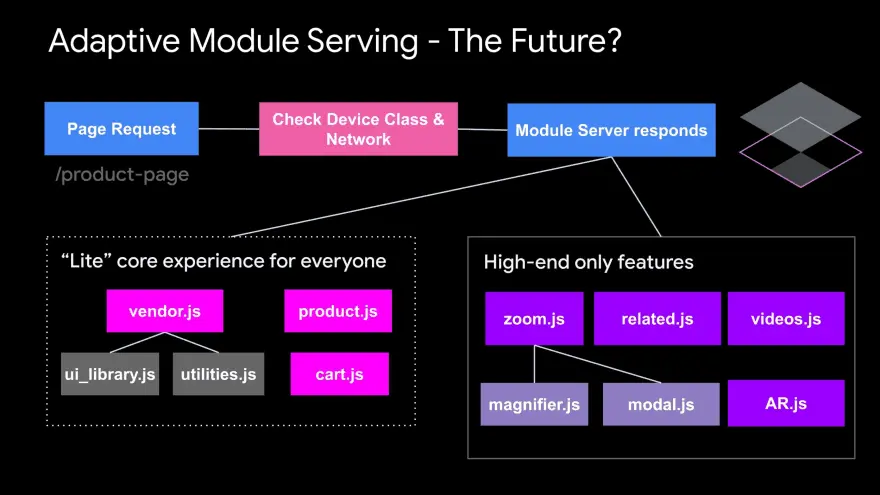 Adaptive Module Serving - The Future?
Page Request
Check Device Class &
Network
Module Server responds
/product-page
“Lite” core experience for everyone
vendor.js
product.js
ui_library.js
utilities.js
cart.js
High-end only features
zoom.js
related.js
videos.js
magnifier.js
modal.js
AR.js